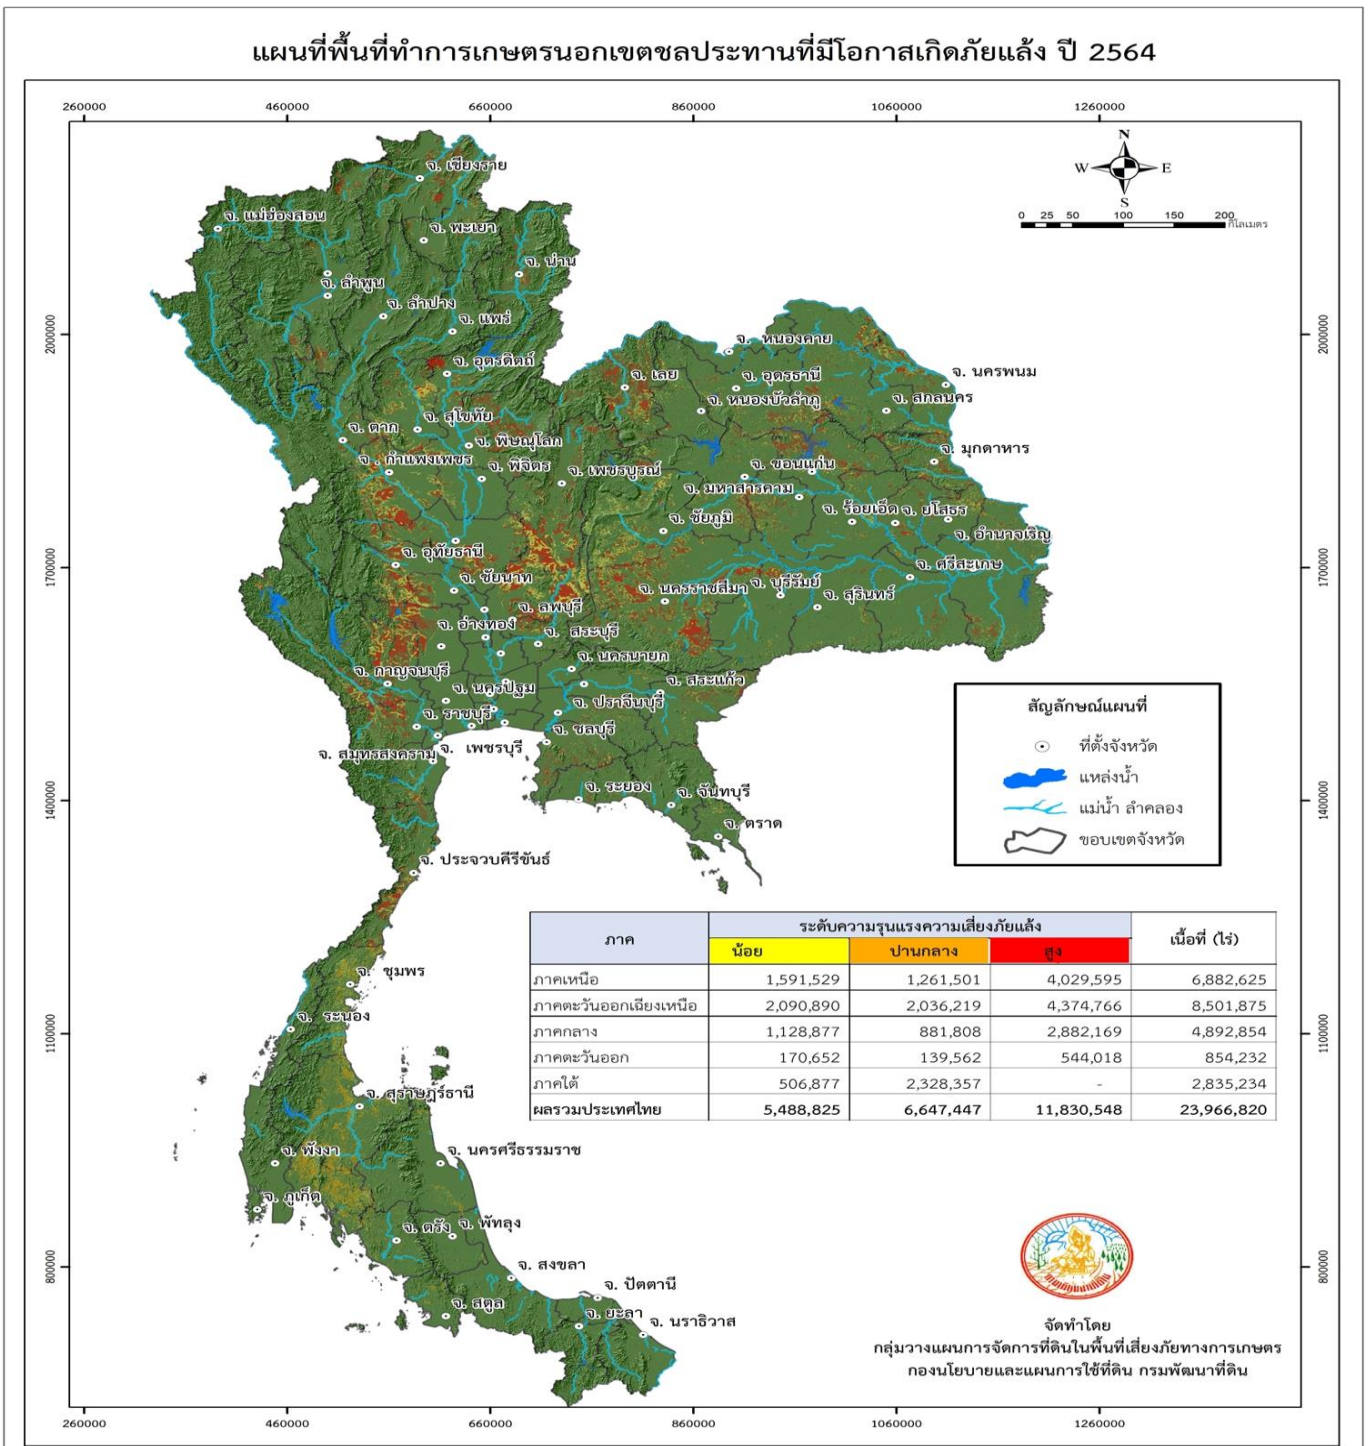 แผนที่พื้นที่ทำการเกษตรนอกเขตชลประทานที่มีโอกาสเกิดภัยแล้ง ปี 2564
260000 460000 660000 860000 1060000 1260000
N
W E
S
0 25 50 100 150 200
กิโลเมตร
จ. เชียงราย
จ. แม่ฮ่องสอน
จ. พะเยา
จ. น่าน
จ. ลำพูน
จ. ลำปาง
จ. แพร่
2000000 2000000
จ. หนองคาย
จ. อุตรดิตถ์
จ. เลย
จ. อุดรธานี
จ. นครพนม
จ. หนองบัวลำภู
จ. สกลนคร
จ. สุโขทัย
จ. ตาก
จ. พิษณุโลก
จ. มุกดาหาร
จ . กำแพงเพชร
จ. พิจิตร
จ. เพชรบูรณ์
จ. ขอนแก่น
จ. มหาสารคาม
จ. ร้อยเอ็ด
จ. ยโสธร
จ. ชัยภูมิ
จ. อำนาจเจริญ
จ. อุทัยธานี
1700000 1700000
จ. ศรีสะเกษ
จ. ชัยนาท
จ. นครราชสีมา
จ. บุรีรัมย์
จ. สุรินทร์
จ. ลพบุรี
จ. อ่างทอง
จ. สระบุรี
จ. นครนายก
จ. กาญจนบุรี
จ. สระแก้ว
จ. นครปฐม
จ. ปราจีนบุรี
จ. ราชบุรี
จ. ชลบุรี
จ. เพชรบุรี
จ. สมุทรสงคราม
จ. ระยอง
จ. จันทบุรี
1400000 1400000
จ. ตราด
จ. ประจวบคีรีขันธ์
สัญลักษณ์แผนที่
ที่ตั้งจังหวัด
แหล่งน้ำ
แม่น้ำ ลำคลอง
ขอบเขตจังหวัด
ภาค ระดับความรุนแรงความเสี่ยงภัยแล้ง เนื้อที่ (ไร่)
น้อย ปานกลาง สูง
ภาคเหนือ 1,591,529 1,261,501 4,029,595 6,882,625
ภาคตะวันออกเฉียงเหนือ 2,090,890 2,036,219 4,374,766 8,501,875
ภาคกลาง 1,128,877 881,808 2,882,169 4,892,854
ภาคตะวันออก 170,652 139,562 544,018 854,232
ภาคใต้ 506,877 2,328,357 - 2,835,234
ผลรวมประเทศไทย 5,488,825 6,647,447 11,830,548 23,966,820
จ. ชุมพร
จ. ระนอง
1100000 1100000
จ. สุราษฎร์ธานี
จ. พังงา
จ. นครศรีธรรมราช
จ. ภูเก็ต
จ. ตรัง
จ. พัทลุง
จ. สงขลา
800000 800000
จ. ปัตตานี
จ. สตูล
จ. ยะลา
จ. นราธิวาส
จัดทำโดย
กลุ่มวางแผนการจัดการที่ดินในพื้นที่เสี่ยงภัยทางการเกษตร
กองนโยบายและแผนการใช้ที่ดิน กรมพัฒนาที่ดิน
260000 460000 660000 860000 1060000 1260000